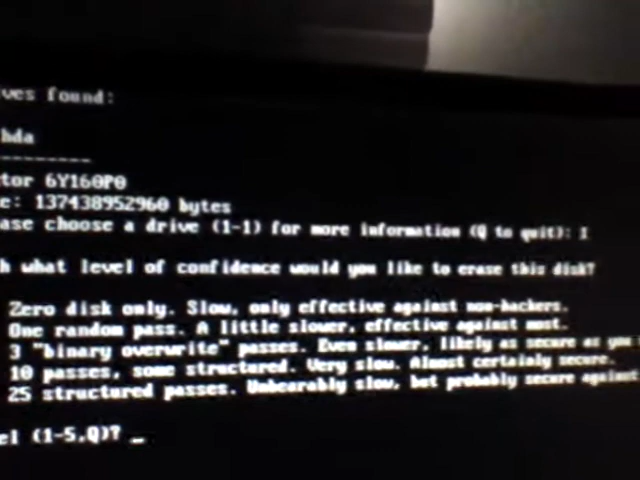 ves found:
hda
---------
tor 6Y160P0
e: 137438952960 bytes
ase choose a drive (1-1) for more information (Q to quit): 1
h what level of confidence would you like to erase this disk?
Zero disk only. Slow, only effective against non-hackers.
One random pass. A little slower, effective against most.
3 "binary overwrite" passes. Even slower, likely as secure as you
10 passes, some structured. Very slow. Almost certainly secure.
25 structured passes. Unbearably slow, but probably secure against
el (1-5,Q)? _